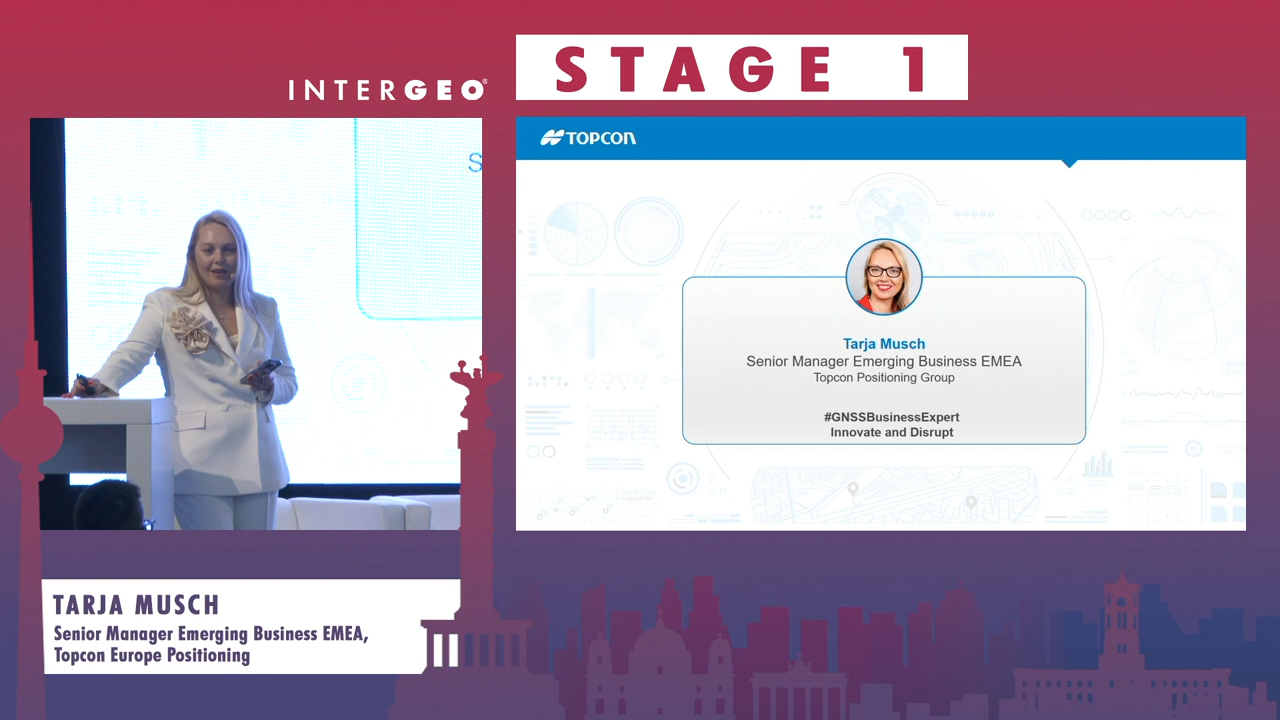 INTERGEO®
STAGE 1
TOPCON
S
Tarja Musch
Senior Manager Emerging Business EMEA
Topcon Positioning Group
#GNSSBusinessExpert
Innovate and Disrupt
TARJA MUSCH
Senior Manager Emerging Business EMEA,
Topcon Europe Positioning